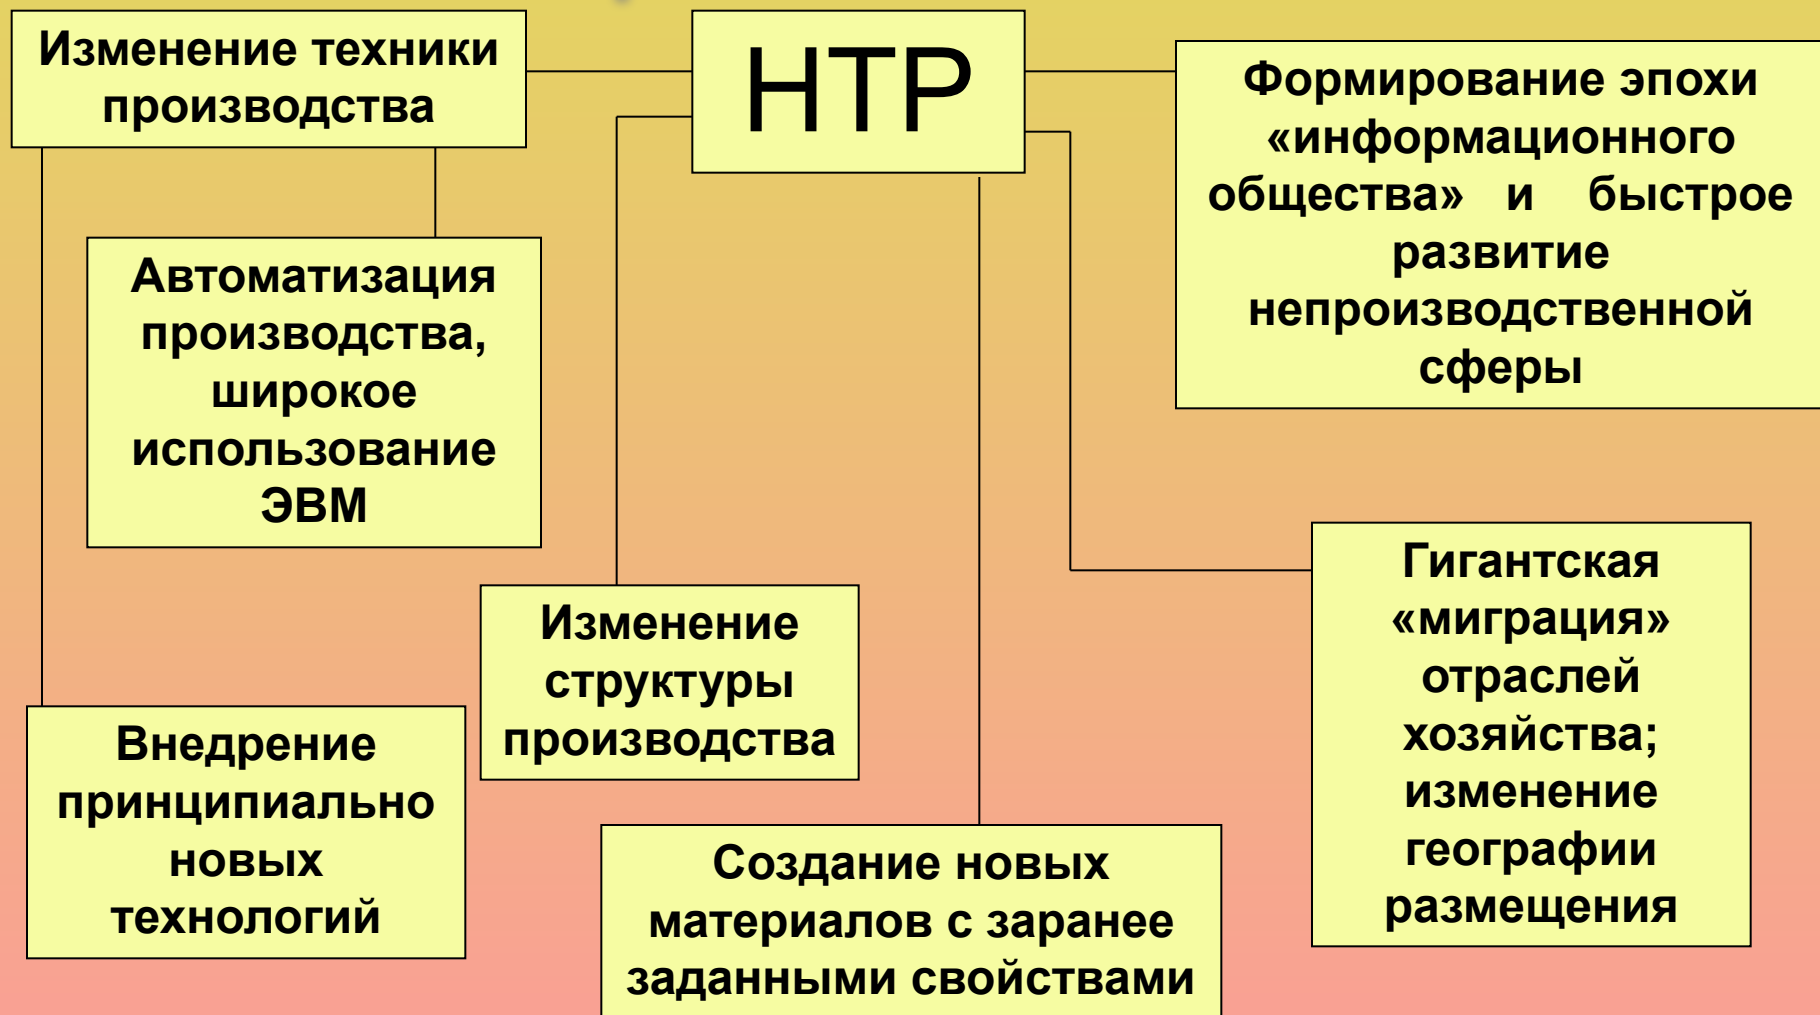 Изменение техники
производства
НТР
Формирование эпохи
«информационного
общества» и быстрое
развитие
непроизводственной
сферы
Автоматизация
производства,
широкое
использование
ЭВМ
Гигантская
«миграция»
отраслей
хозяйства;
изменение
географии
размещения
Изменение
структуры
производства
Внедрение
принципиально
новых
технологий
Создание новых
материалов с заранее
заданными свойствами